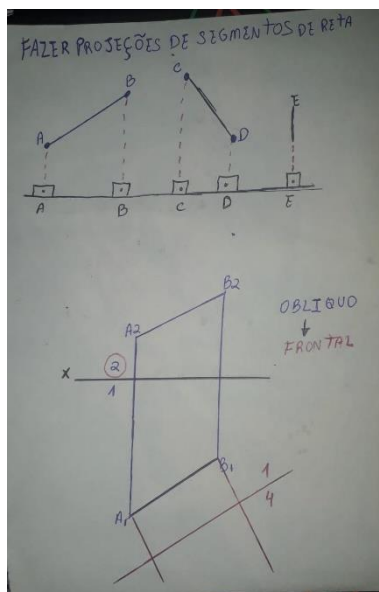 FAZER PROJEÇÕES DE SEGMENTOS DE RETA
C
B
E
A
D
A B C D E
B2
OBLIQUO
A2
FRONTAL
2
X
1
B1
1
4
A1